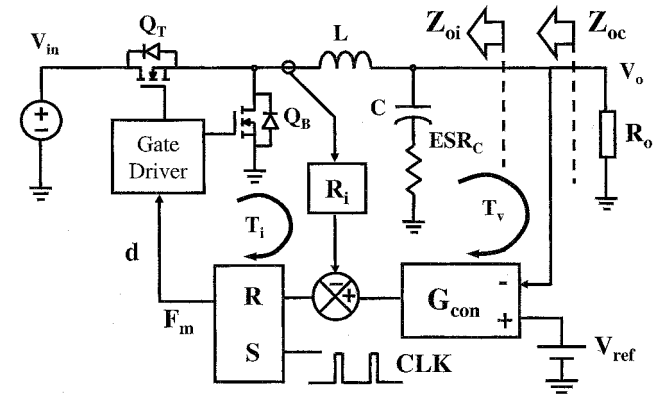 Q_T
V_in
L
Z_oi
Z_oc
V_o
C
Q_B
ESR_C
R_o
Gate
Driver
R_i
T_i
T_v
d
R
G_con
-
+
F_m
S
CLK
V_ref